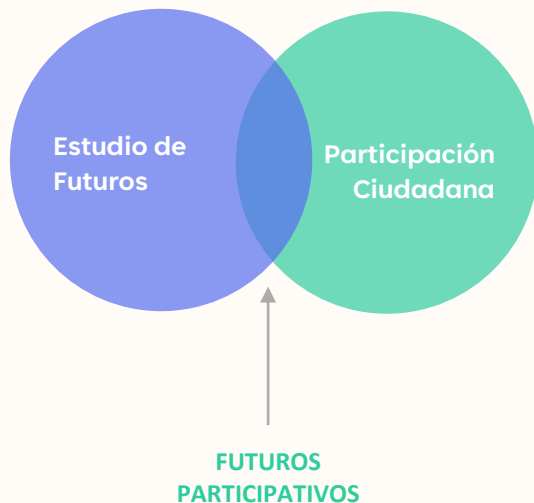 Estudio de
Futuros
Participación
Ciudadana
FUTUROS
PARTICIPATIVOS